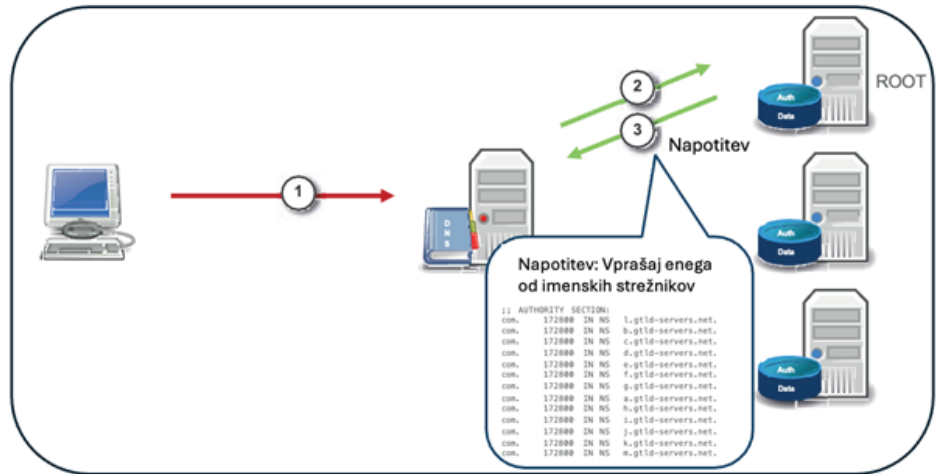 2
ROOT
Auth
Data
3
Napotitev
1
DNS
Auth
Data
Napotitev: Vprašaj enega
od imenskih strežnikov
;; AUTHORITY SECTION:
com. 172800 IN NS l.gtld-servers.net.
com. 172800 IN NS b.gtld-servers.net.
com. 172800 IN NS c.gtld-servers.net.
com. 172800 IN NS d.gtld-servers.net.
com. 172800 IN NS e.gtld-servers.net.
com. 172800 IN NS f.gtld-servers.net.
com. 172800 IN NS g.gtld-servers.net.
com. 172800 IN NS a.gtld-servers.net.
com. 172800 IN NS h.gtld-servers.net.
com. 172800 IN NS i.gtld-servers.net.
com. 172800 IN NS j.gtld-servers.net.
com. 172800 IN NS k.gtld-servers.net.
com. 172800 IN NS m.gtld-servers.net.
Auth
Data